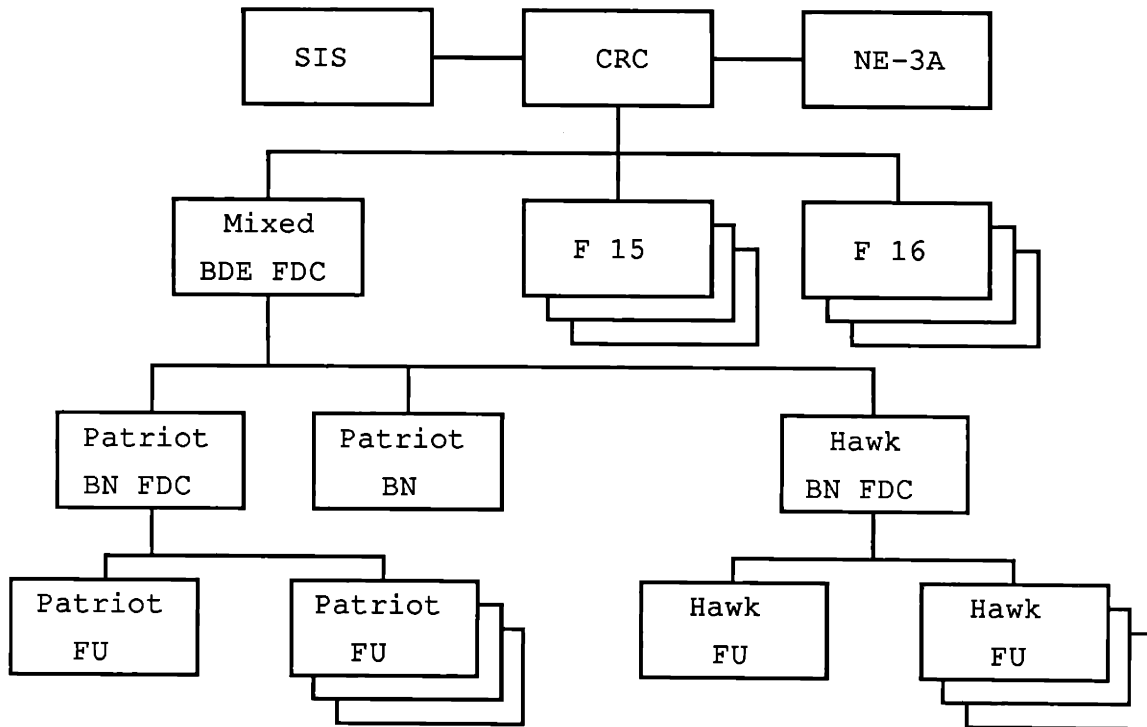 SIS
CRC
NE-3A
Mixed
BDE FDC
F 15
F 16
Patriot
BN FDC
Patriot
BN
Hawk
BN FDC
Patriot
FU
Patriot
FU
Hawk
FU
Hawk
FU